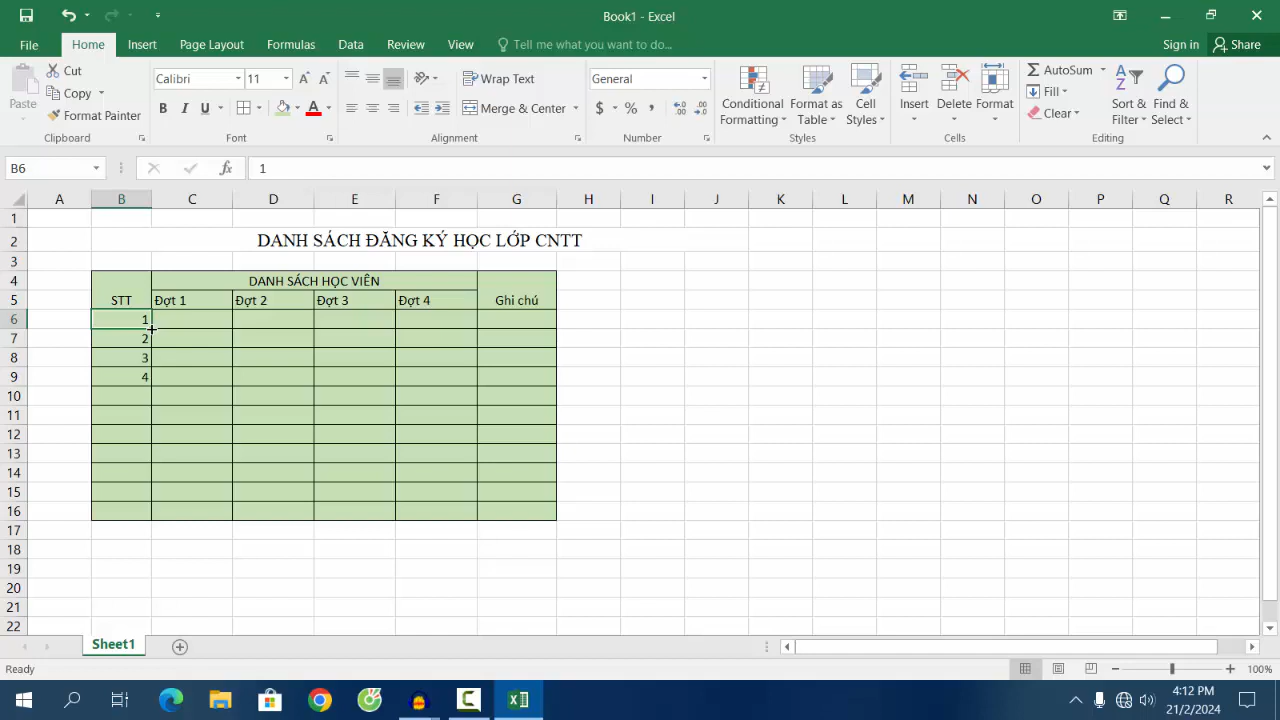 Book1 - Excel
File Home Insert Page Layout Formulas Data Review View Tell me what you want to do... Sign in Share
Paste Cut Copy Format Painter
Calibri 11 Wrap Text General
B I U A Merge & Center $ % ,
Conditional Formatting Format as Table Cell Styles
Insert Delete Format
AutoSum Fill Clear
Sort & Filter Find & Select
Clipboard Font Alignment Number Styles Cells Editing
B6 fx 1
A B C D E F G H I J K L M N O P Q R
1
2 DANH SÁCH ĐĂNG KÝ HỌC LỚP CNTT
3
4 DANH SÁCH HỌC VIÊN
5 STT Đợt 1 Đợt 2 Đợt 3 Đợt 4 Ghi chú
6 1
7 2
8 3
9 4
10
11
12
13
14
15
16
17
18
19
20
21
22
Sheet1
Ready 100%
4:12 PM
21/2/2024